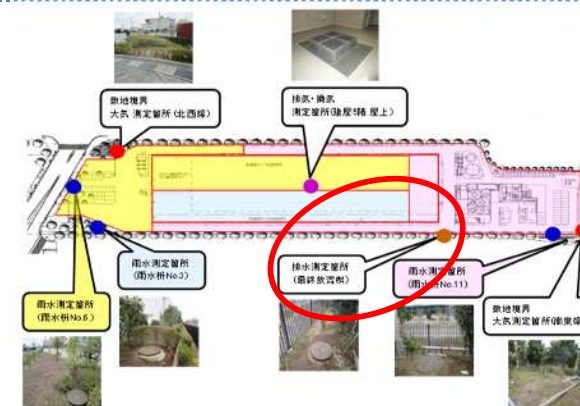 敷地境界
大気 測定箇所(北西端)
排気・換気
測定箇所(陸屋5階 屋上)
雨水測定箇所
(雨水桝No.3)
排水測定箇所
(最終放流桝)
雨水測定箇所
(雨水桝No.11)
雨水測定箇所
(雨水桝No.6)
敷地境界
大気測定箇所(南東端